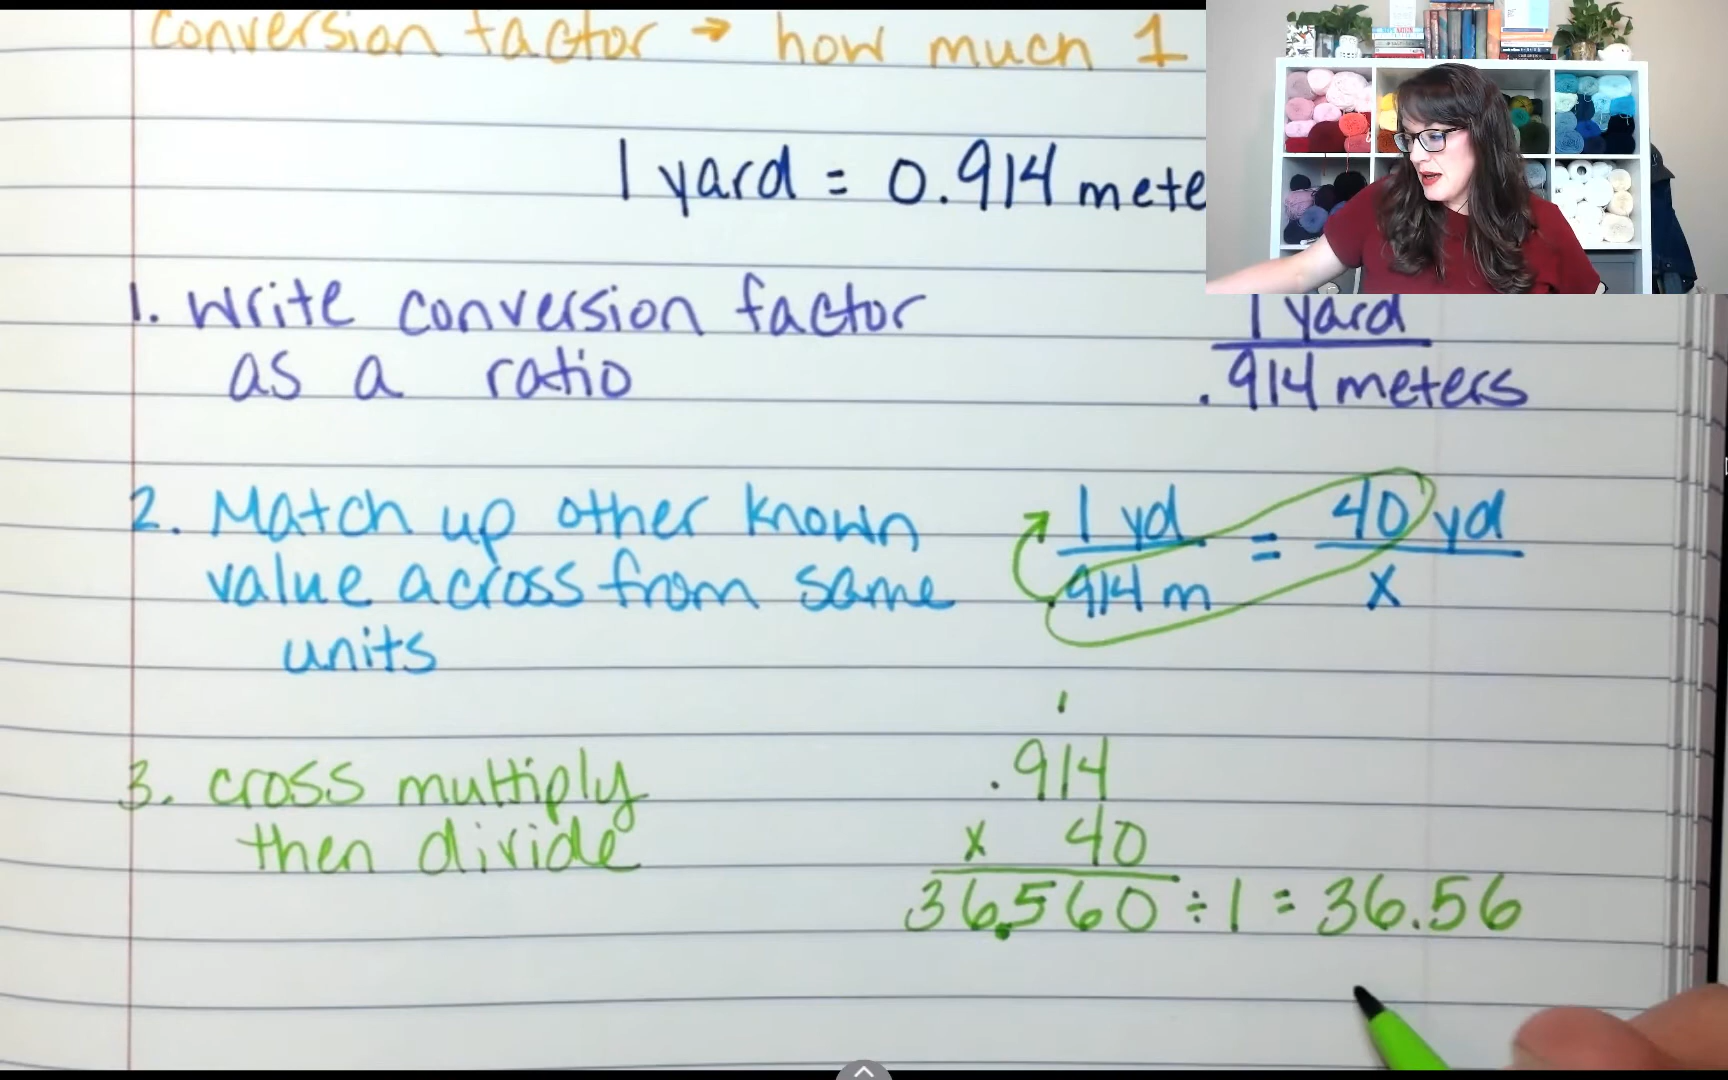 conversion factor → how much 1
1 yard = 0.914 mete
1. Write conversion factor
as a ratio
1 yard
.914 meters
2. Match up other known
value across from same
units
1 yd = 40 yd
.914 m x
3. cross multiply
then divide
1
.914
x 40
36.560 ÷ 1 = 36.56